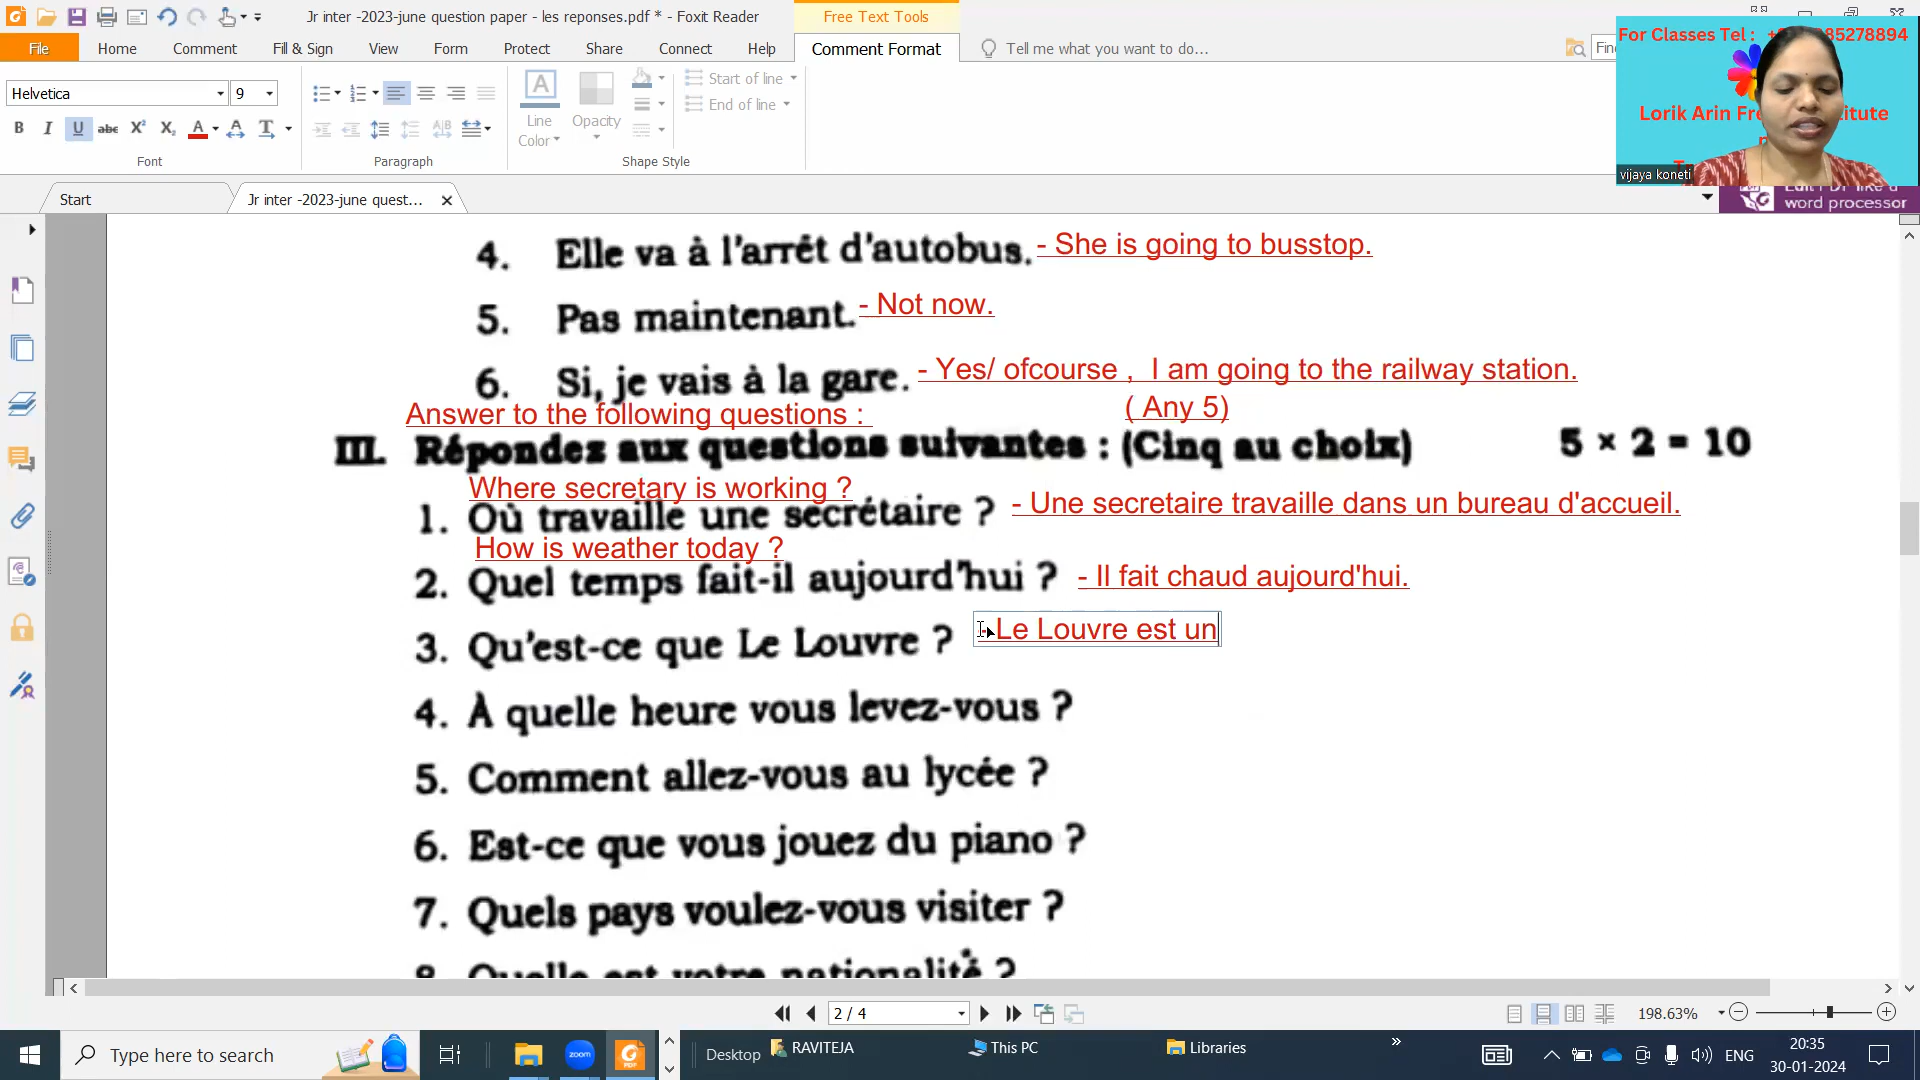 Jr inter -2023-june question paper - les reponses.pdf * - Foxit Reader
Free Text Tools
File Home Comment Fill & Sign View Form Protect Share Connect Help Comment Format Tell me what you want to do...
For Classes Tel :
85278894
Lorik Arin
vijaya koneti
Helvetica 9
B I U abc X² X₂ A A T
Font
Paragraph
Line Color
Opacity
Start of line
End of line
Shape Style
Start
Jr inter -2023-june quest...
word processor
4. Elle va à l'arrét d'autobus. - She is going to busstop.
5. Pas maintenant. - Not now.
6. Si, je vais à la gare. - Yes/ ofcourse , I am going to the railway station.
Answer to the following questions : ( Any 5)
III. Répondez aux questions suivantes : (Cinq au choix) 5 × 2 = 10
Where secretary is working ?
1. Où travaille une secrétaire ? - Une secretaire travaille dans un bureau d'accueil.
How is weather today ?
2. Quel temps fait-il aujourd'hui ? - Il fait chaud aujourd'hui.
3. Qu'est-ce que Le Louvre ? Le Louvre est un
4. À quelle heure vous levez-vous ?
5. Comment allez-vous au lycée ?
6. Est-ce que vous jouez du piano ?
7. Quels pays voulez-vous visiter ?
8. Quelle est votre nationalité ?
2 / 4
198.63%
Type here to search
zoom
Desktop
RAVITEJA
This PC
Libraries
ENG
20:35
30-01-2024